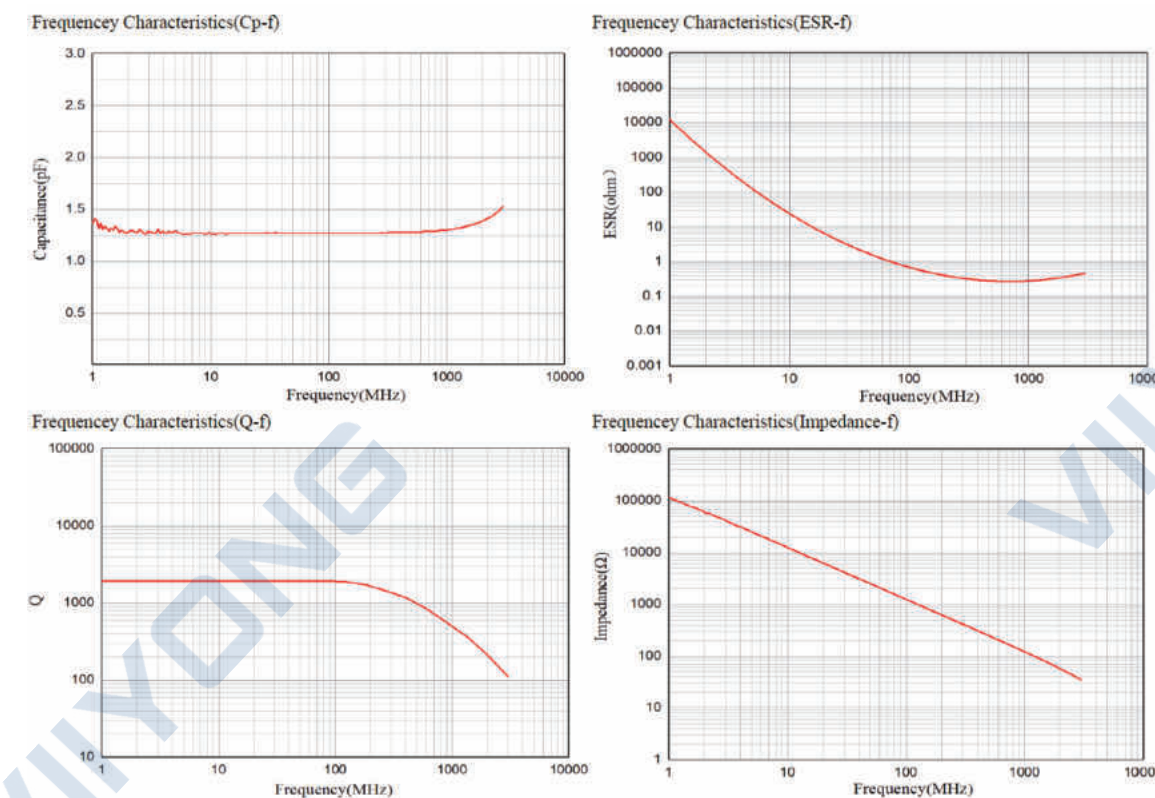 Frequencey Characteristics(Cp-f)
3.0
2.5
2.0
1.5
1.0
0.5
Capacitance(pF)
1 10 100 1000 10000
Frequency(MHz)
Frequencey Characteristics(ESR-f)
1000000
100000
10000
1000
100
10
1
0.1
0.01
0.001
ESR(ohm)
1 10 100 1000 1000
Frequency(MHz)
Frequencey Characteristics(Q-f)
100000
10000
1000
100
10
Q
1 10 100 1000 10000
Frequency(MHz)
Frequencey Characteristics(Impedance-f)
1000000
100000
10000
1000
100
10
1
Impedance(Ω)
1 10 100 1000 1000
Frequency(MHz)
VIIYONG
VIIY